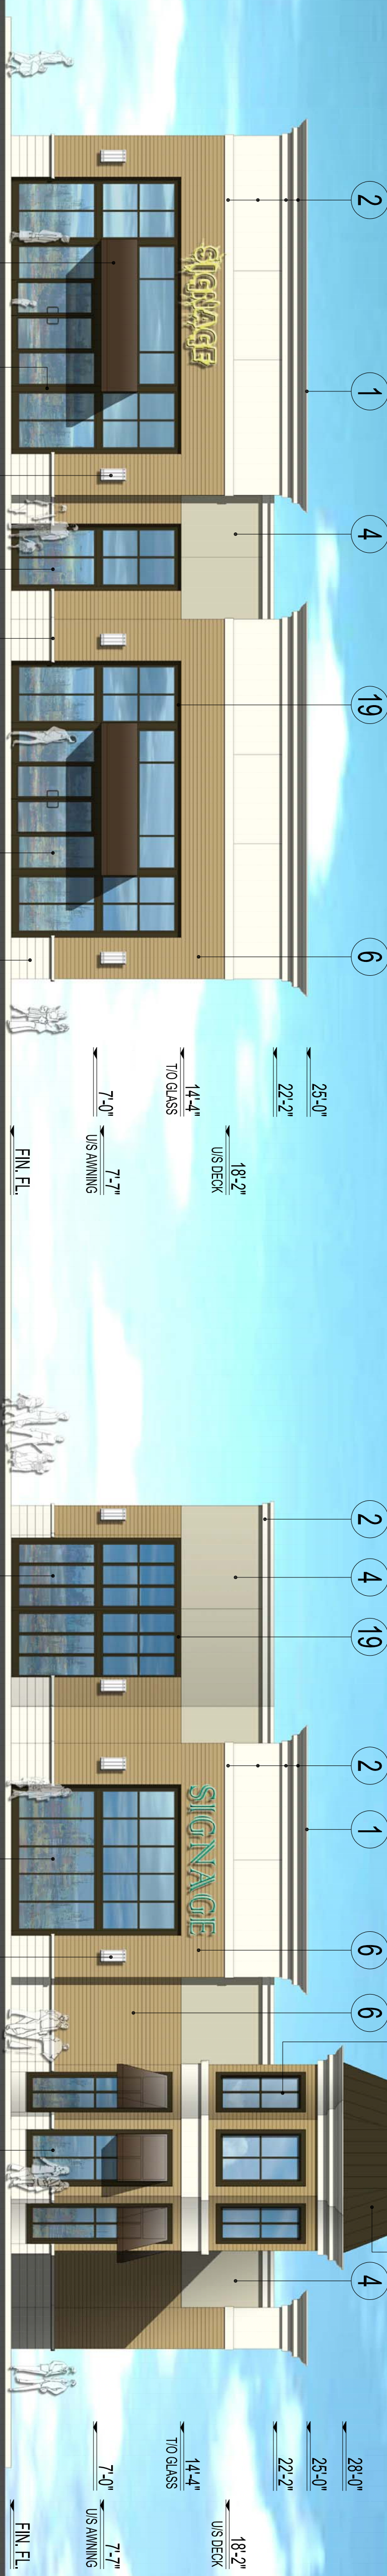 2
1
4
19
6
SIGNAGE
25'-0"
22'-2"
18'-2"
U/S DECK
14'-4"
T/O GLASS
7'-7"
U/S AWNING
7'-0"
FIN. FL.
2
4
19
2
1
6
6
4
SIGNAGE
28'-0"
25'-0"
22'-2"
18'-2"
U/S DECK
14'-4"
T/O GLASS
7'-7"
U/S AWNING
7'-0"
FIN. FL.